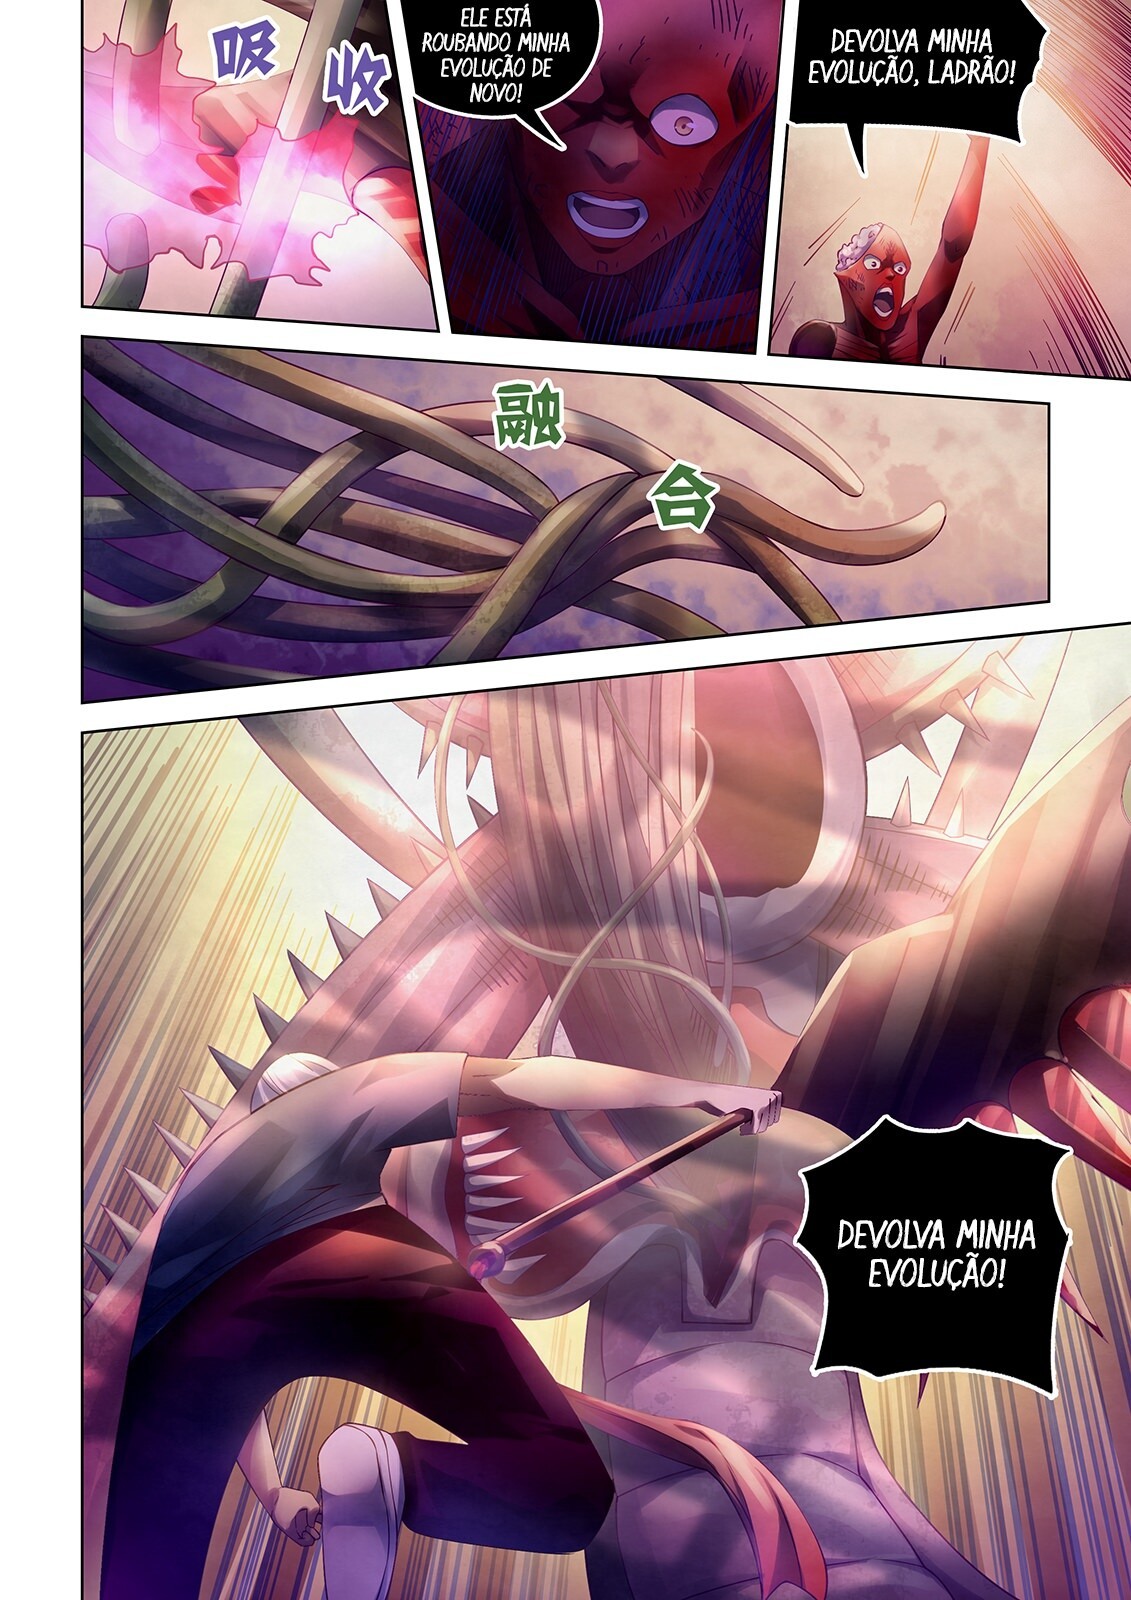 吸
收
ELE ESTÁ
ROUBANDO MINHA
EVOLUÇÃO DE
NOVO!
DEVOLVA MINHA
EVOLUÇÃO, LADRÃO!
融
合
DEVOLVA MINHA
EVOLUÇÃO!